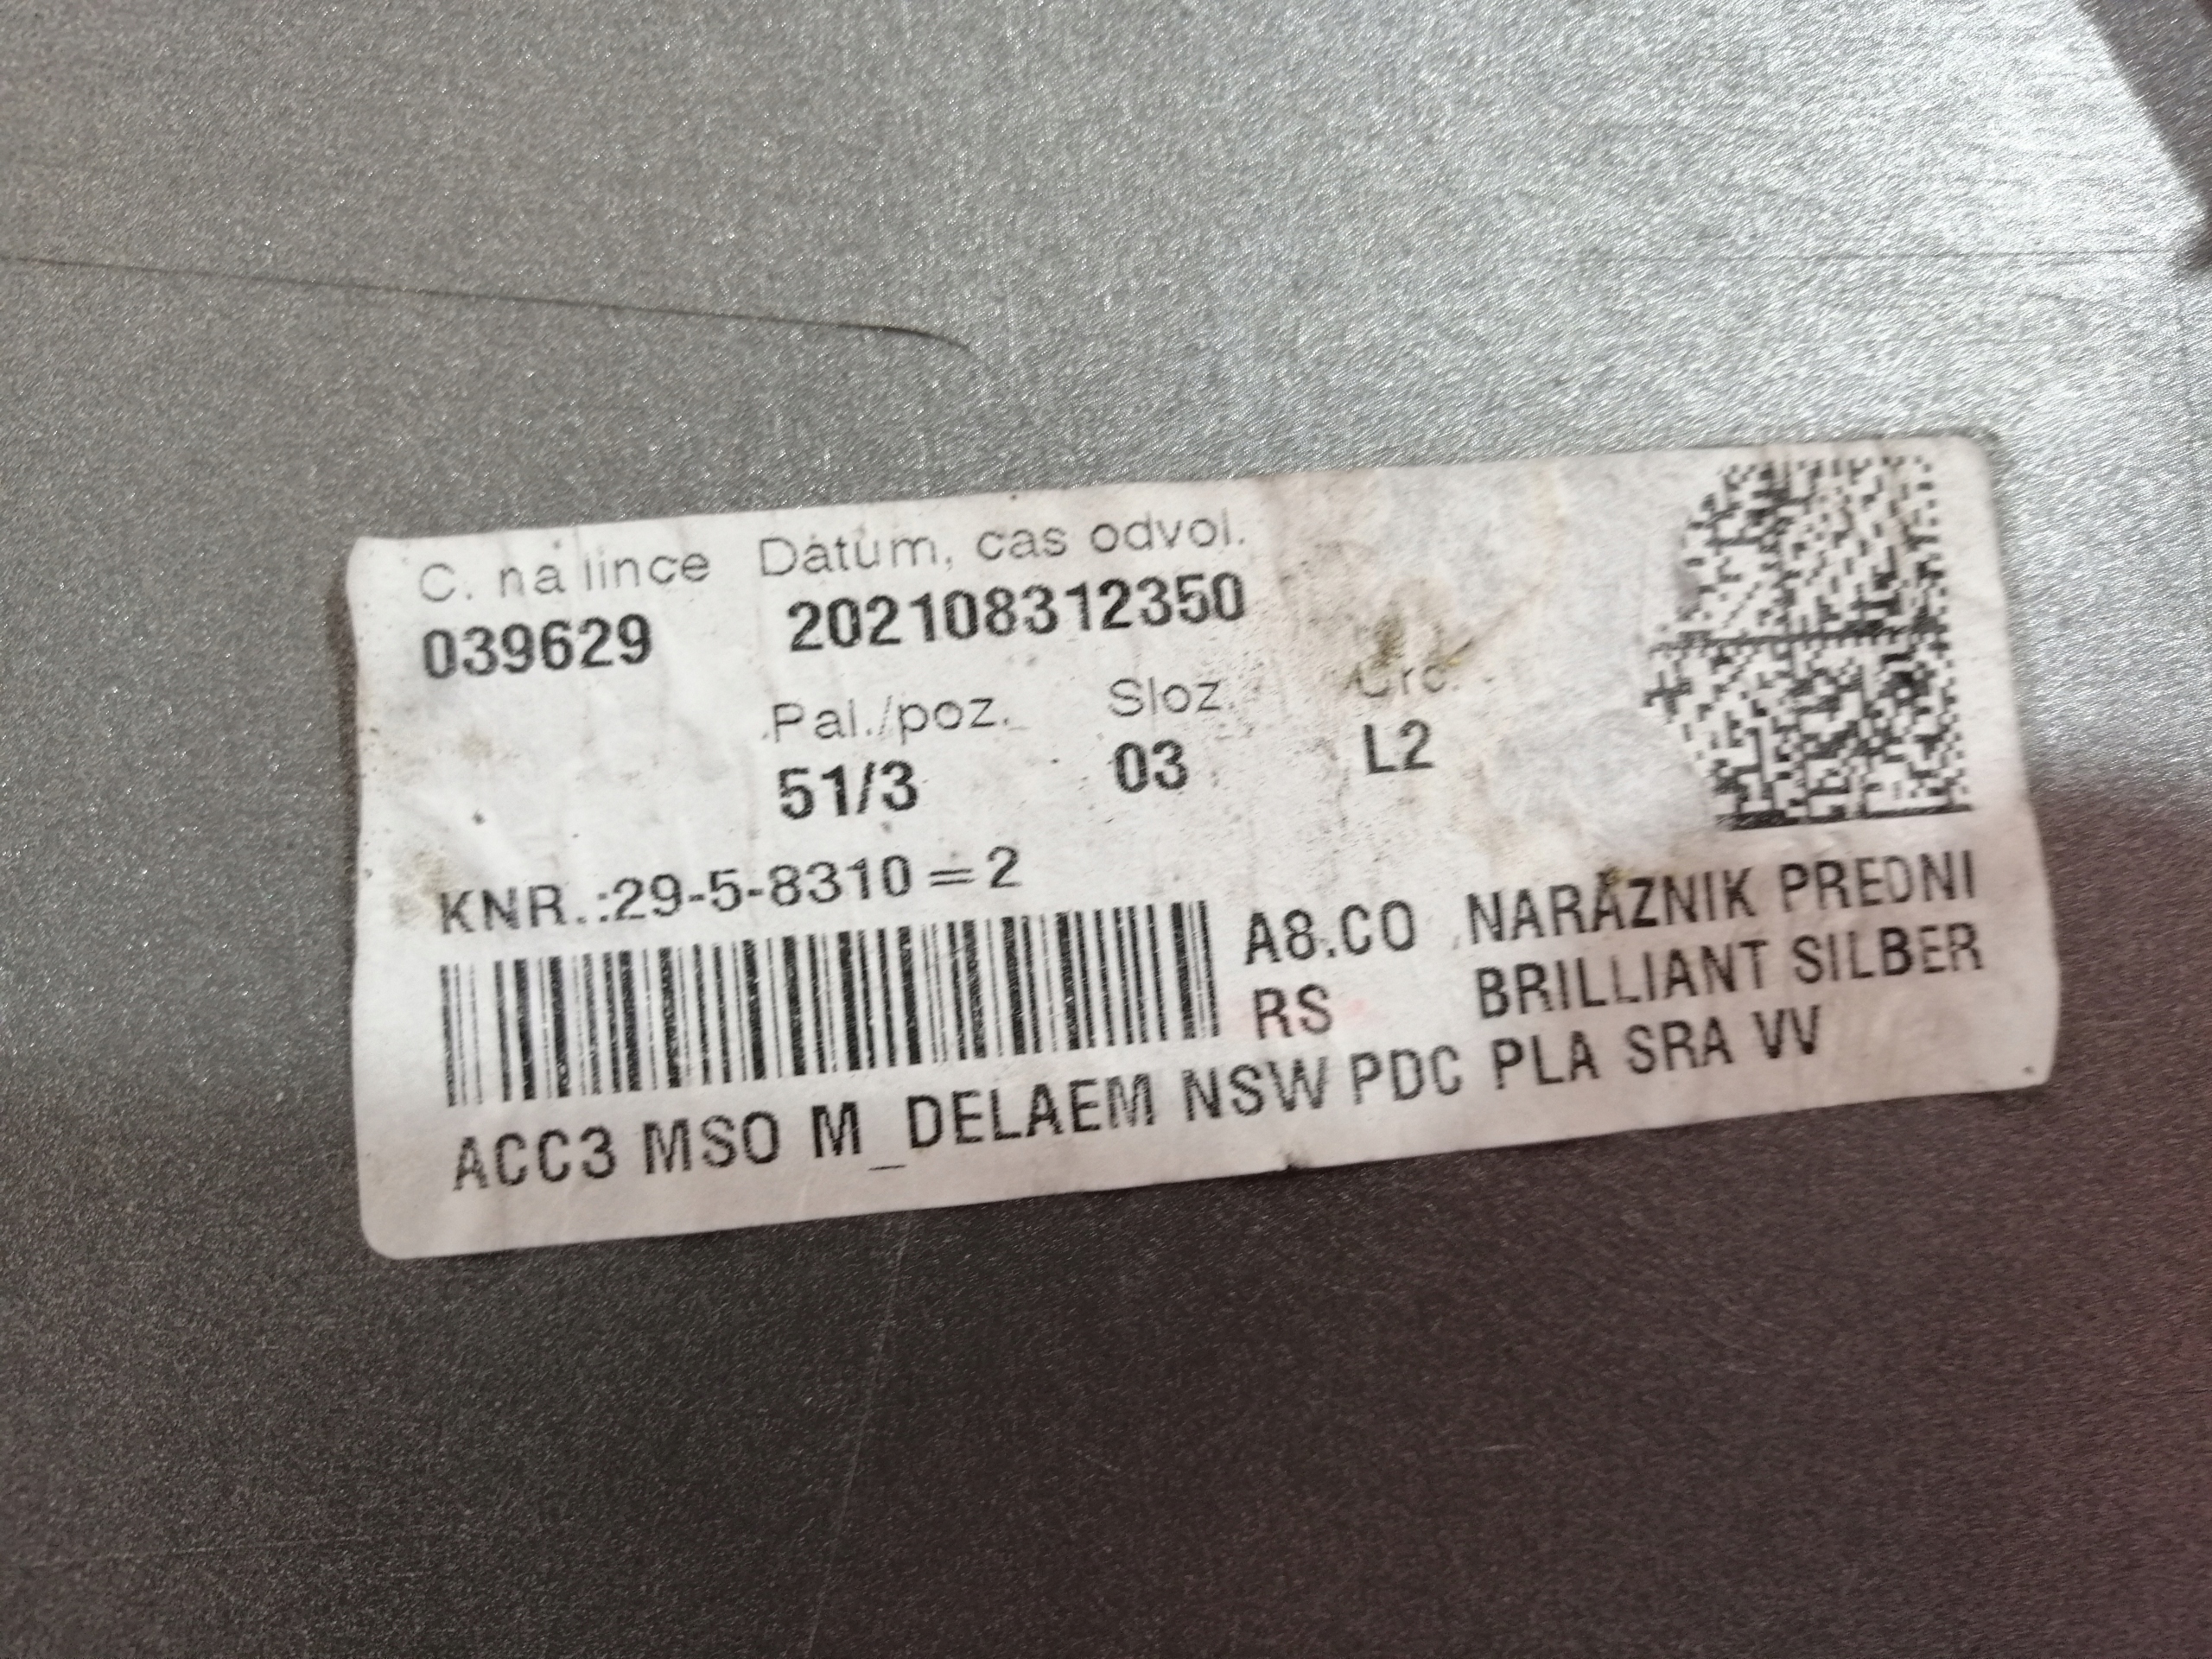 C. na lince Datum, cas odvol.
039629 202108312350
Pal./poz. Sloz.
51/3 03 L2
KNR.:29-5-8310=2
A8.CO NARAZNIK PREDNI
RS BRILLIANT SILBER
ACC3 MSO M_DELAEM NSW PDC PLA SRA VV